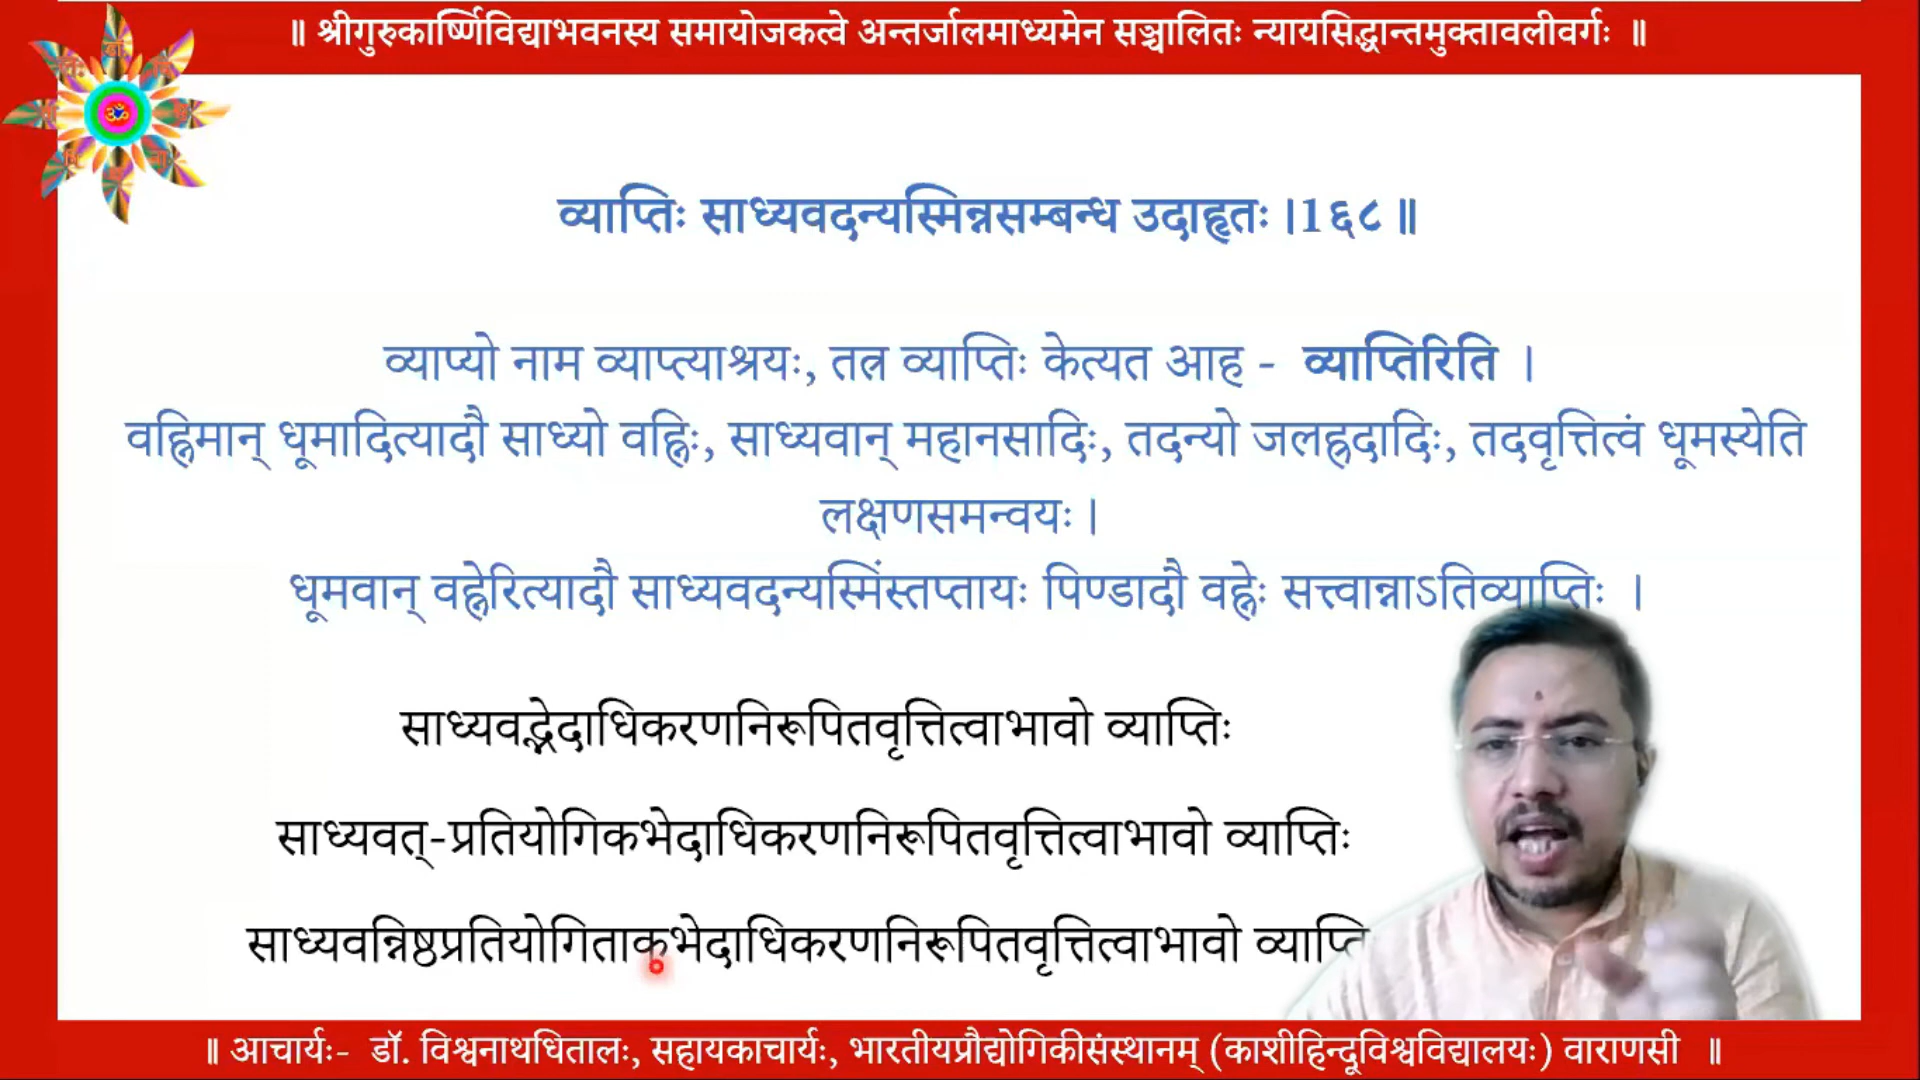 ॥ श्रीगुरुकार्ष्णिविद्याभवनस्य समायोजकत्वे अन्तर्जालमाध्यमेन सञ्चालितः न्यायसिद्धान्तमुक्तावलीवर्गः ॥
व्याप्तिः साध्यवदन्यस्मिन्नसम्बन्ध उदाहृतः ।1६८॥
व्याप्यो नाम व्याप्त्याश्रयः, तत्र व्याप्तिः केत्यत आह - व्याप्तिरिति ।
वह्निमान् धूमादित्यादौ साध्यो वह्निः, साध्यवान् महानसादिः, तदन्यो जलह्रदादिः, तदवृत्तित्वं धूमस्येति
लक्षणसमन्वयः ।
धूमवान् वह्नेरित्यादौ साध्यवदन्यस्मिंस्तप्तायः पिण्डादौ वह्नेः सत्त्वान्नाऽतिव्याप्तिः ।
साध्यवद्भेदाधिकरणनिरूपितवृत्तित्वाभावो व्याप्तिः
साध्यवत्-प्रतियोगिकभेदाधिकरणनिरूपितवृत्तित्वाभावो व्याप्तिः
साध्यवन्निष्ठप्रतियोगिताकभेदाधिकरणनिरूपितवृत्तित्वाभावो व्याप्ति
॥ आचार्यः- डॉ. विश्वनाथधितालः, सहायकाचार्यः, भारतीयप्रौद्योगिकीसंस्थानम् (काशीहिन्दूविश्वविद्यालयः) वाराणसी ॥